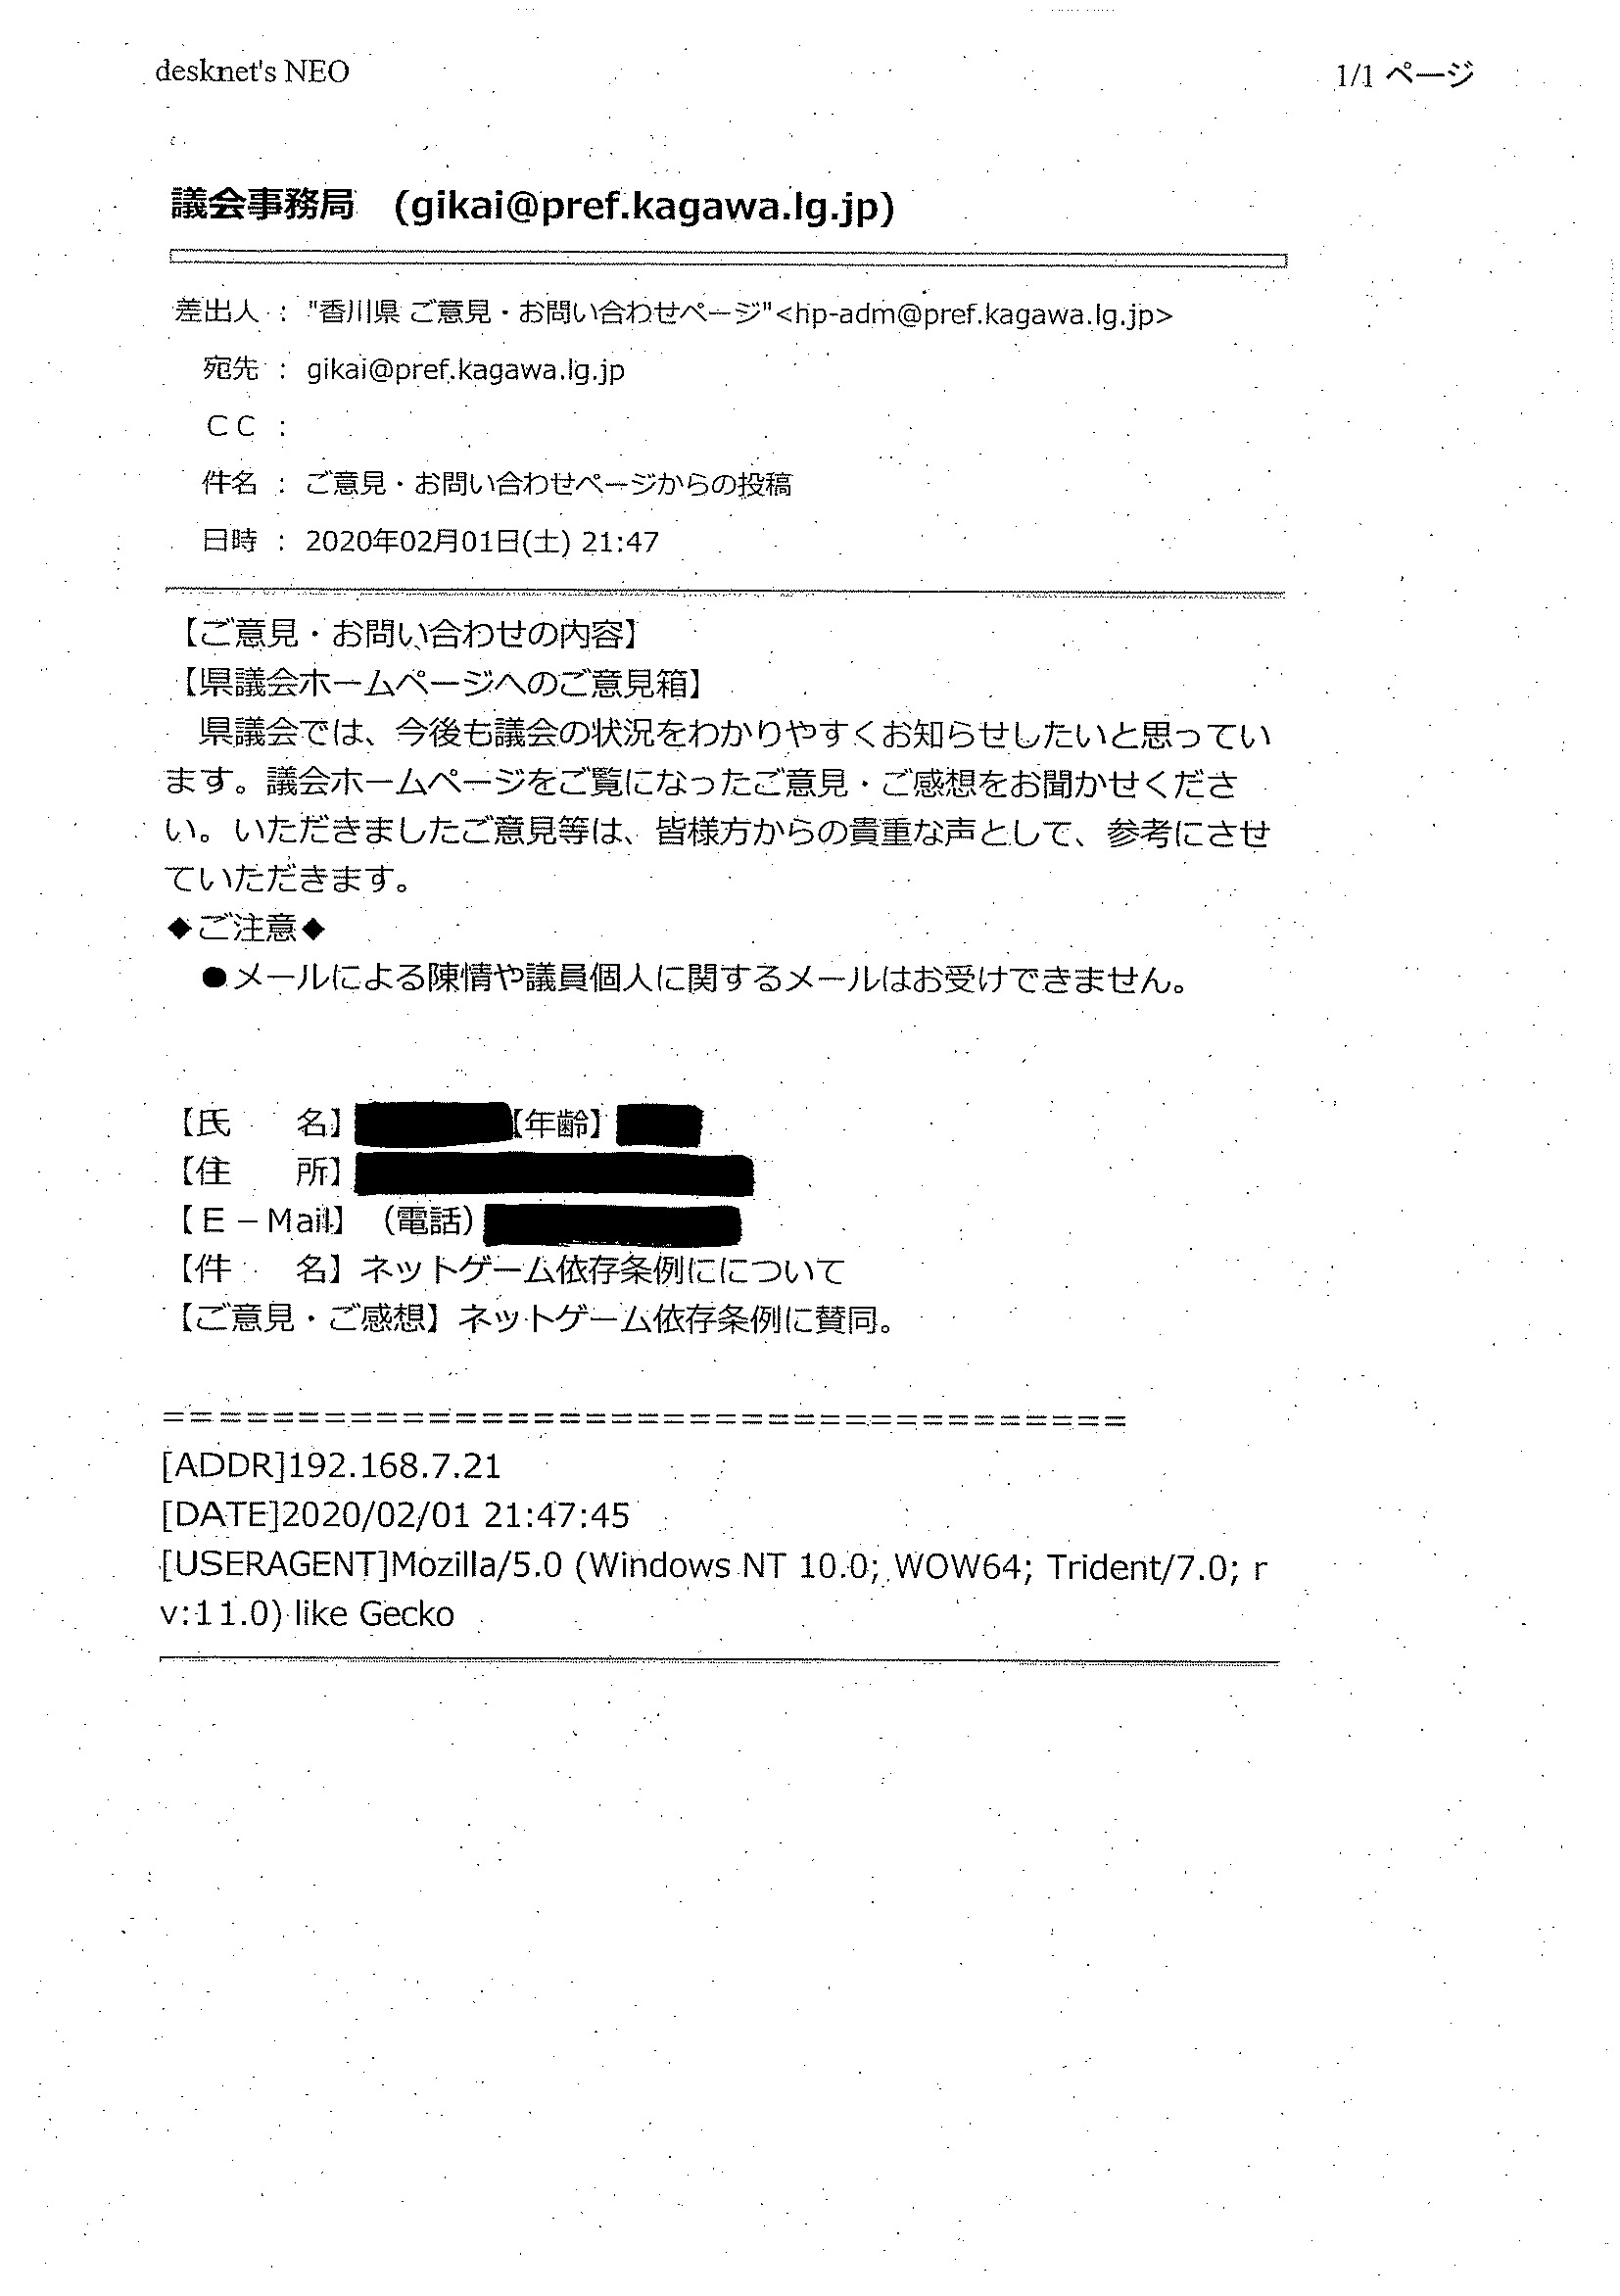 desknet's NEO
1/1 ページ
議会事務局 (gikai@pref.kagawa.lg.jp)
差出人 : "香川県 ご意見・お問い合わせページ"<hp-adm@pref.kagawa.lg.jp>
宛先 : gikai@pref.kagawa.lg.jp
ＣＣ :
件名 : ご意見・お問い合わせページからの投稿
日時 : 2020年02月01日(土) 21:47
【ご意見・お問い合わせの内容】
【県議会ホームページへのご意見箱】
県議会では、今後も議会の状況をわかりやすくお知らせしたいと思ってい
ます。議会ホームページをご覧になったご意見・ご感想をお聞かせくださ
い。いただきましたご意見等は、皆様方からの貴重な声として、参考にさせ
ていただきます。
◆ご注意◆
●メールによる陳情や議員個人に関するメールはお受けできません。
【氏　　名】 【年齢】
【住　　所】
【Ｅ－Mail】（電話）
【件　　名】ネットゲーム依存条例にについて
【ご意見・ご感想】ネットゲーム依存条例に賛同。
=====================================
[ADDR]192.168.7.21
[DATE]2020/02/01 21:47:45
[USERAGENT]Mozilla/5.0 (Windows NT 10.0; WOW64; Trident/7.0; r
v:11.0) like Gecko